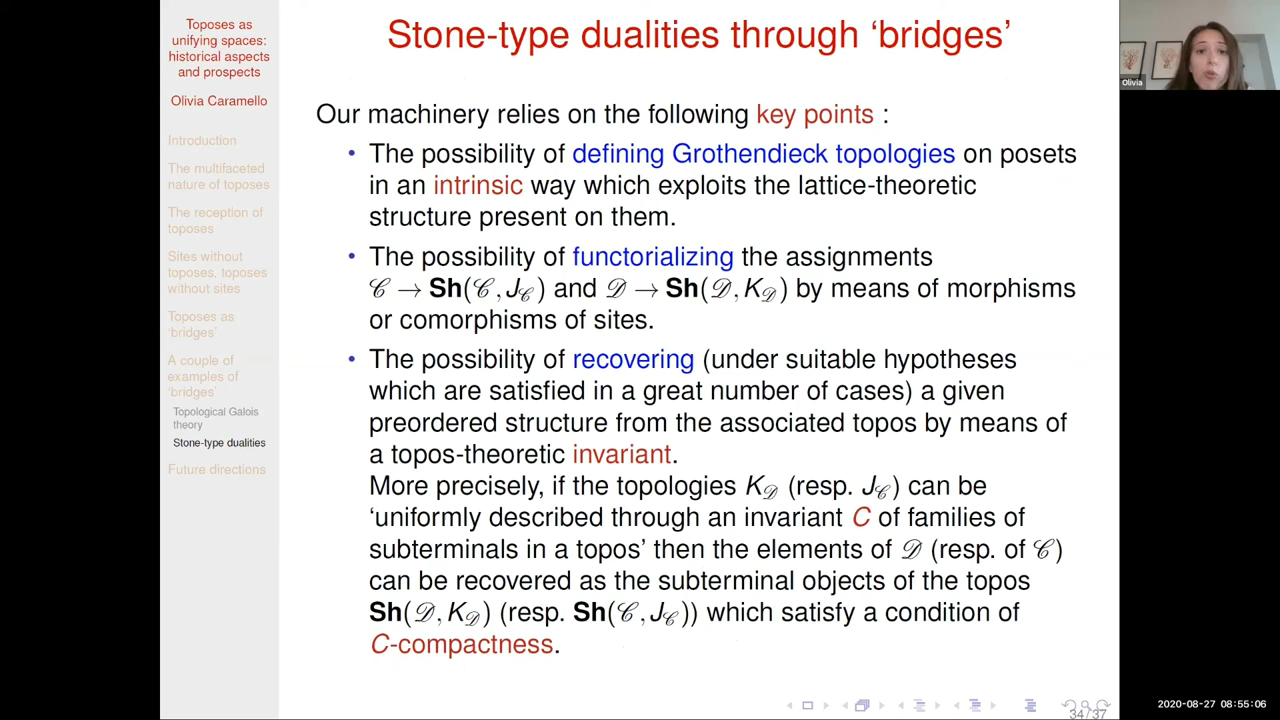 Toposes as
unifying spaces:
historical aspects
and prospects
Olivia Caramello
Introduction
The multifaceted
nature of toposes
The reception of
toposes
Sites without
toposes, toposes
without sites
Toposes as
‘bridges’
A couple of
examples of
‘bridges’
Topological Galois
theory
Stone-type dualities
Future directions
Stone-type dualities through ‘bridges’
Our machinery relies on the following key points :
• The possibility of defining Grothendieck topologies on posets
in an intrinsic way which exploits the lattice-theoretic
structure present on them.
• The possibility of functorializing the assignments
𝒞 → Sh(𝒞, J_𝒞) and 𝒟 → Sh(𝒟, K_𝒟) by means of morphisms
or comorphisms of sites.
• The possibility of recovering (under suitable hypotheses
which are satisfied in a great number of cases) a given
preordered structure from the associated topos by means of
a topos-theoretic invariant.
More precisely, if the topologies K_𝒟 (resp. J_𝒞) can be
‘uniformly described through an invariant C of families of
subterminals in a topos’ then the elements of 𝒟 (resp. of 𝒞)
can be recovered as the subterminal objects of the topos
Sh(𝒟, K_𝒟) (resp. Sh(𝒞, J_𝒞)) which satisfy a condition of
C-compactness.
34/37
Olivia
2020-08-27 08:55:06